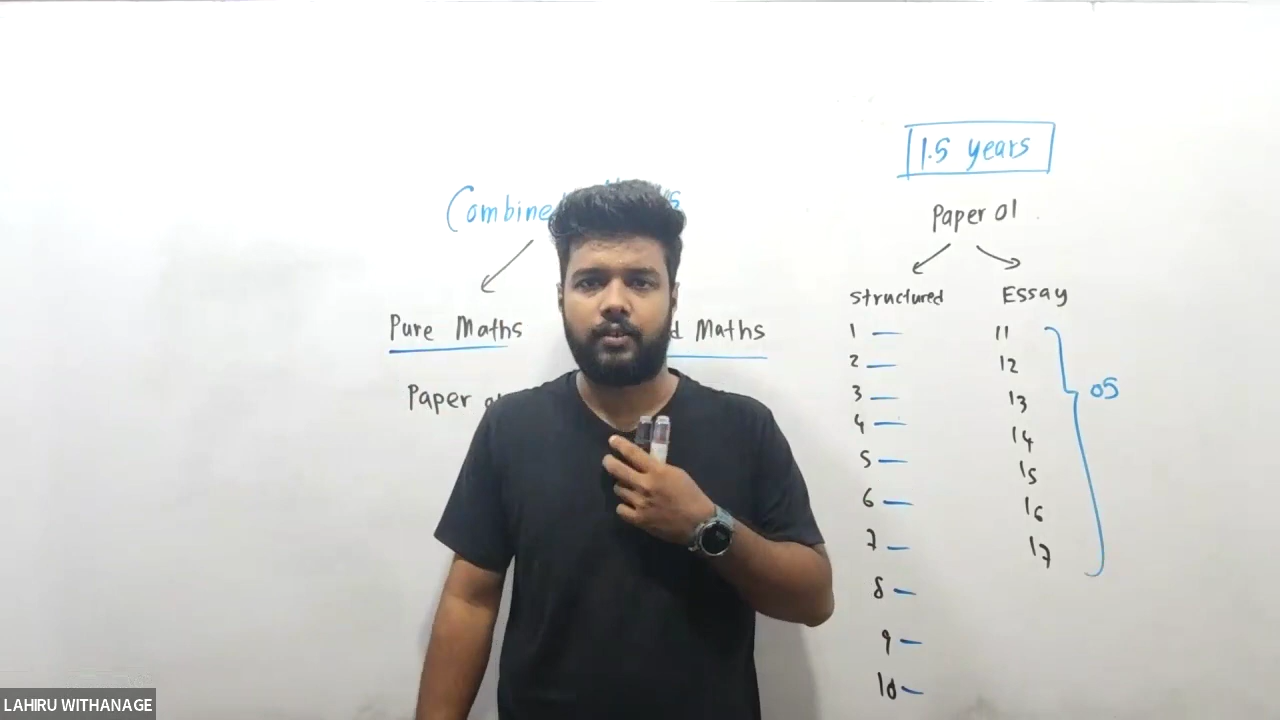 1.5 years
Combine
Paper 01
Structured Essay
Pure Maths
Maths
Paper
1 — 11
2 — 12
3 — 13
4 — 14
5 — 15
6 — 16
7 — 17
8 —
9 —
10 —
05
LAHIRU WITHANAGE